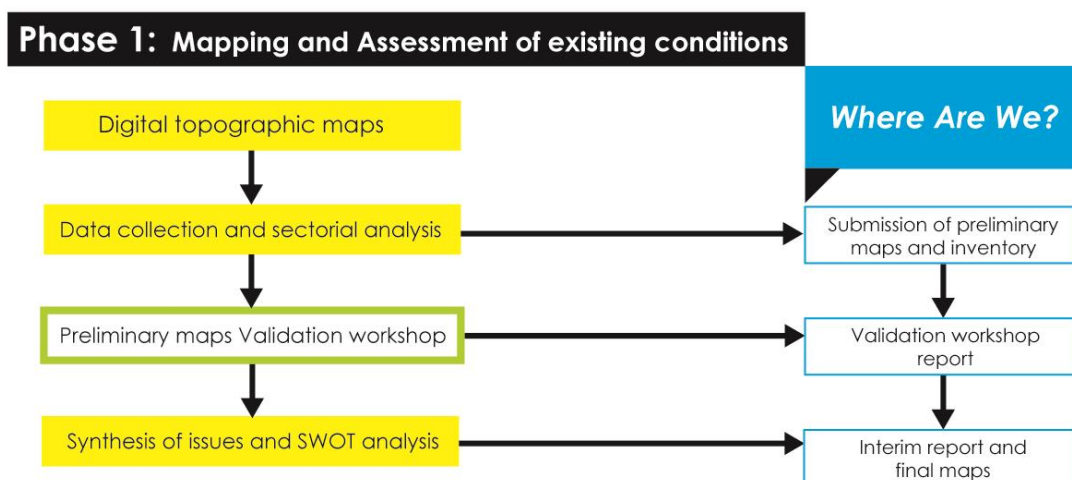 Phase 1: Mapping and Assessment of existing conditions
Where Are We?
Digital topographic maps
Data collection and sectorial analysis
Submission of preliminary
maps and inventory
Preliminary maps Validation workshop
Validation workshop
report
Synthesis of issues and SWOT analysis
Interim report and
final maps